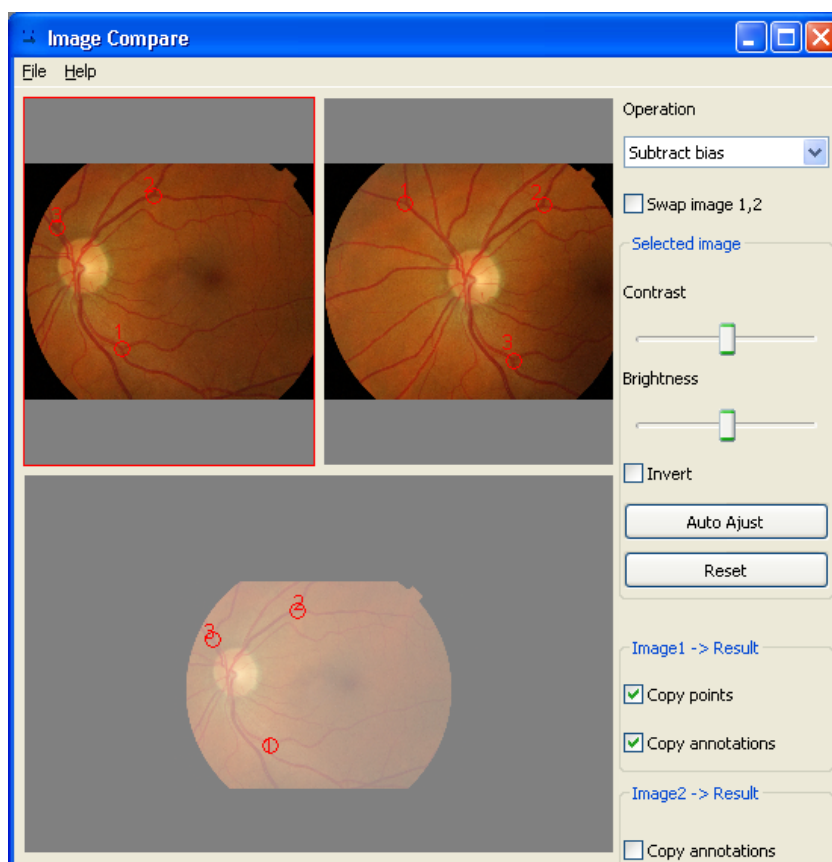 Image Compare
File Help
Operation
Subtract bias
Swap image 1,2
Selected image
Contrast
Brightness
Invert
Auto Ajust
Reset
Image1 -> Result
Copy points
Copy annotations
Image2 -> Result
Copy annotations
3
2
1
1
2
3
3
2
1